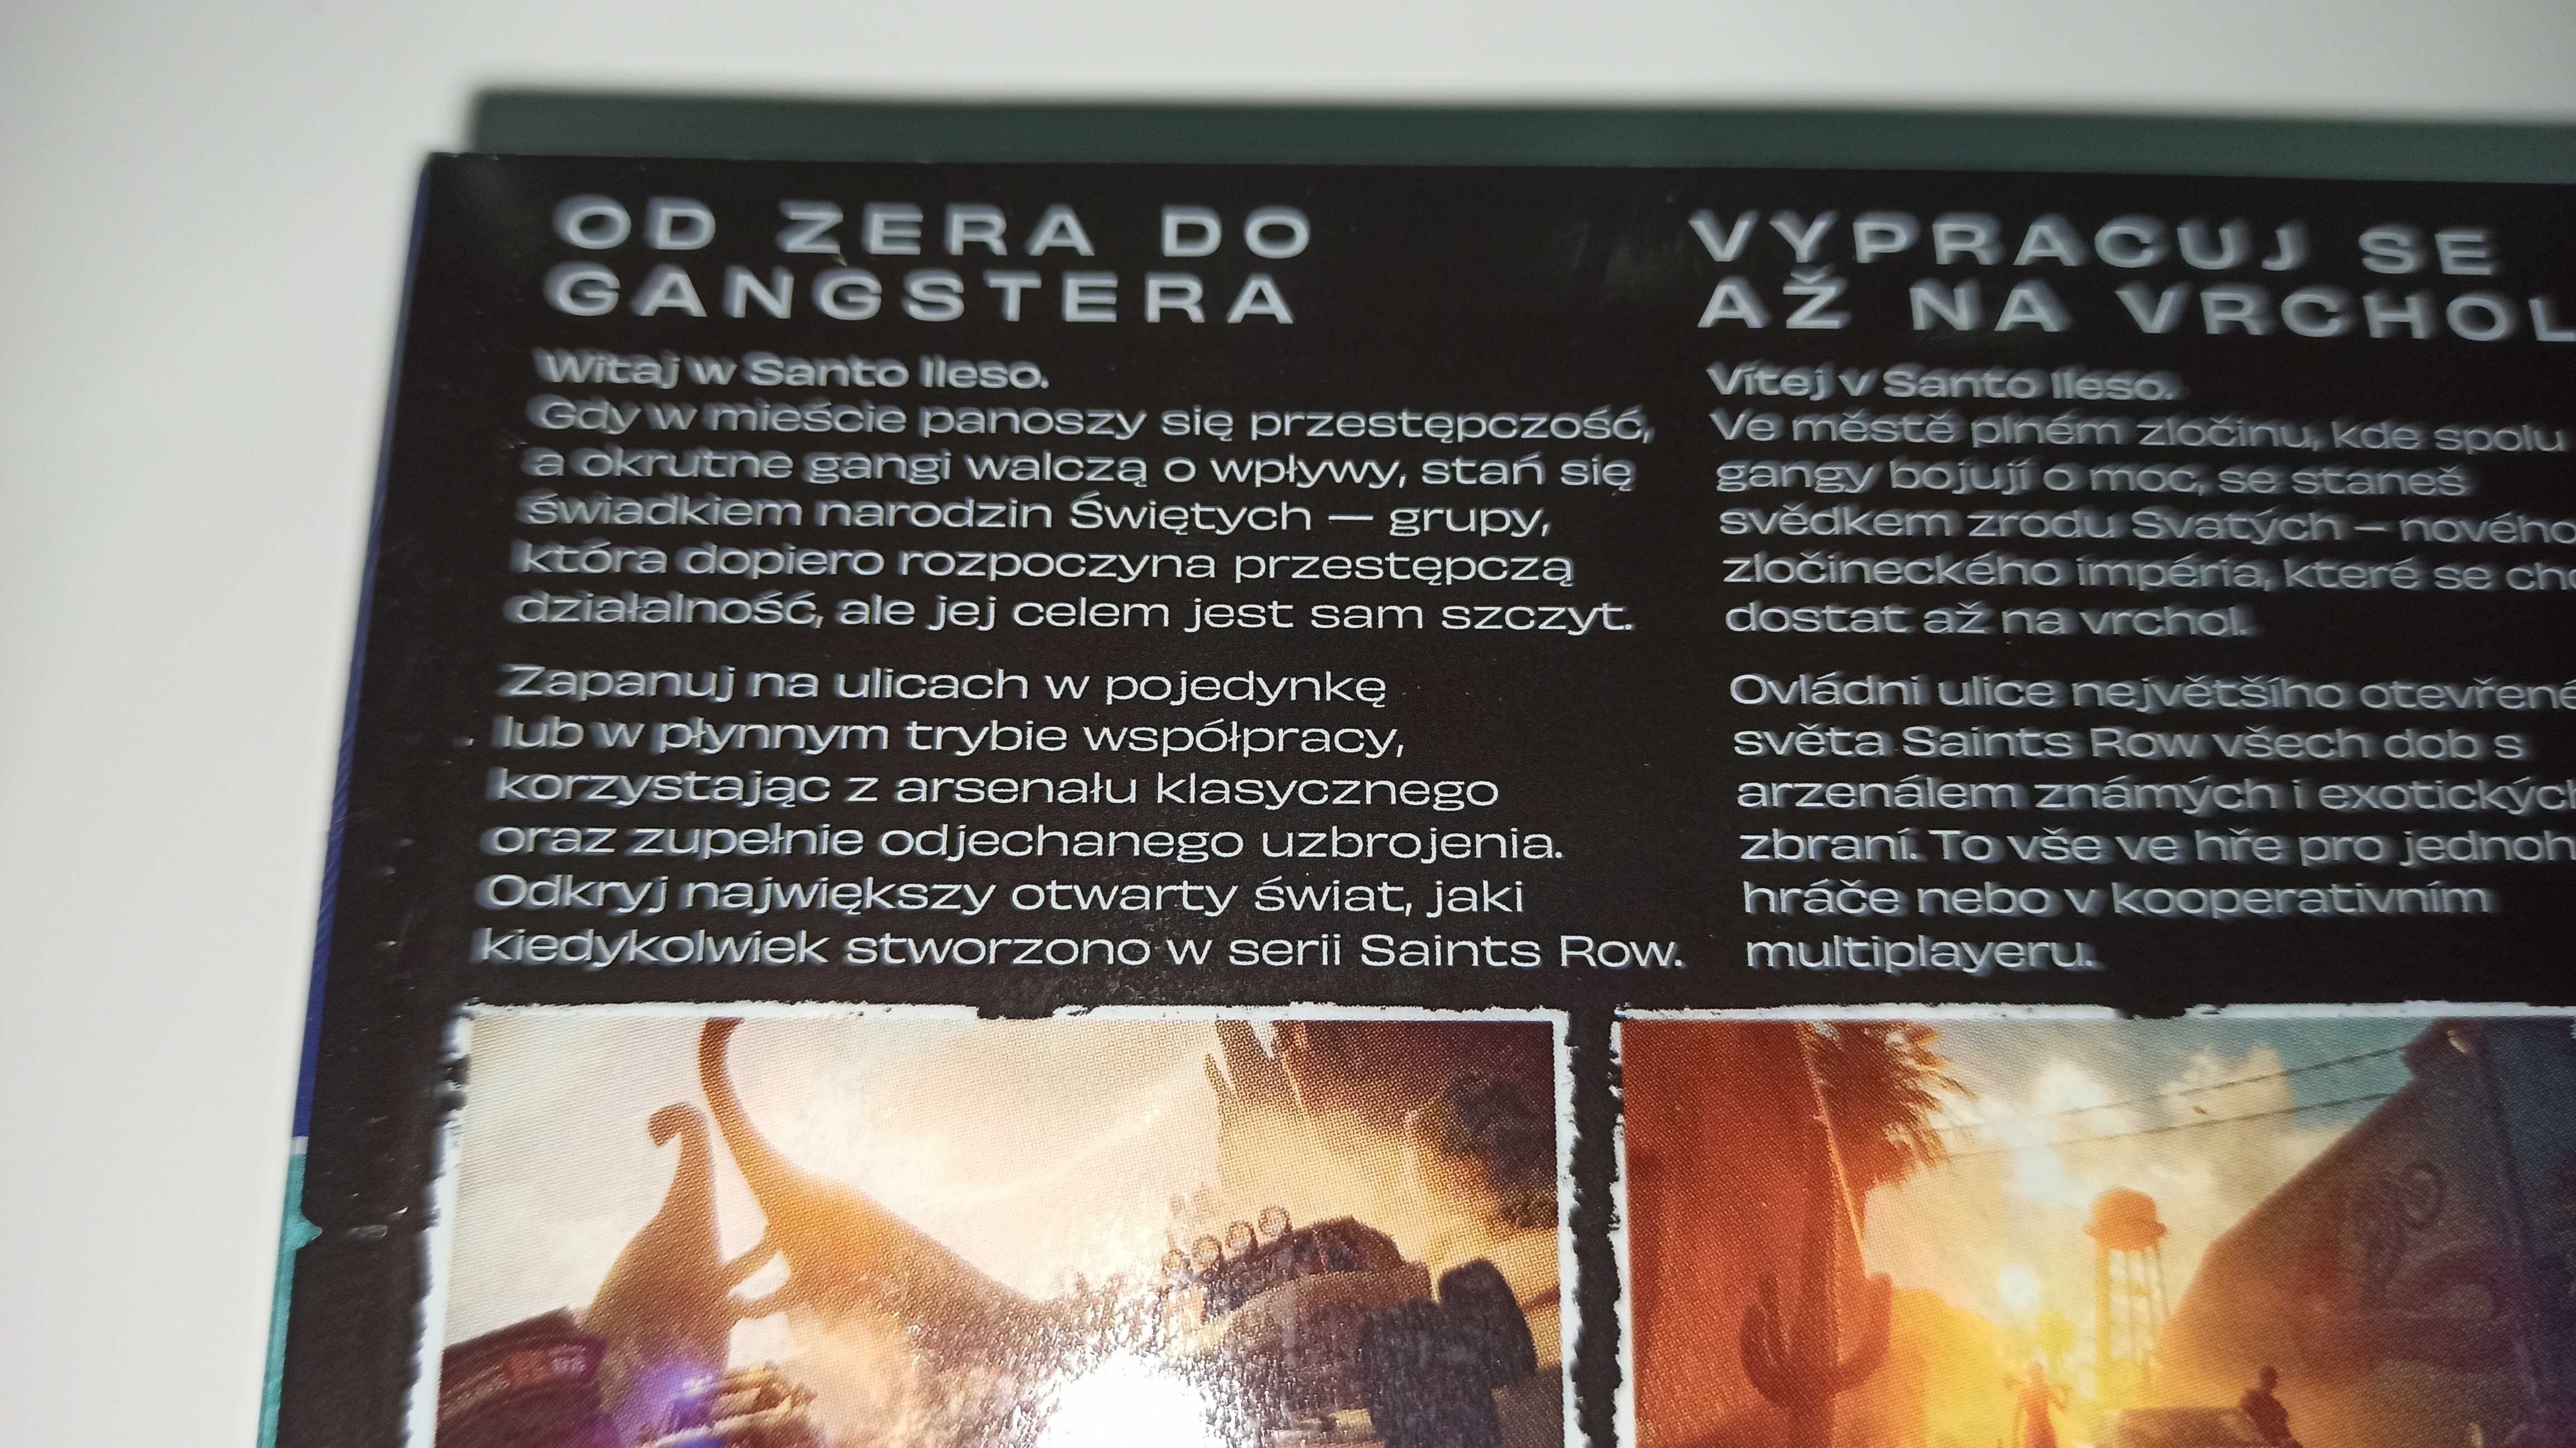 OD ZERA DO
GANGSTERA
Witaj w Santo Ileso.
Gdy w mieście panoszy się przestępczość,
a okrutne gangi walczą o wpływy, stań się
świadkiem narodzin Świętych — grupy,
która dopiero rozpoczyna przestępczą
działalność, ale jej celem jest sam szczyt.
Zapanuj na ulicach w pojedynkę
lub w płynnym trybie współpracy,
korzystając z arsenału klasycznego
oraz zupełnie odjechanego uzbrojenia.
Odkryj największy otwarty świat, jaki
kiedykolwiek stworzono w serii Saints Row.
VYPRACUJ SE
AŽ NA VRCHOL
Vítej v Santo Ileso.
Ve městě plném zločinu, kde spolu
gangy bojují o moc, se staneš
svědkem zrodu Svatých – nového
zločineckého impéria, které se
dostat až na vrchol.
Ovládni ulice největšího
světa Saints Row všech dob s
arzenálem známých i
zbraní. To vše ve hře pro
hráče nebo v kooperativním
multiplayeru.